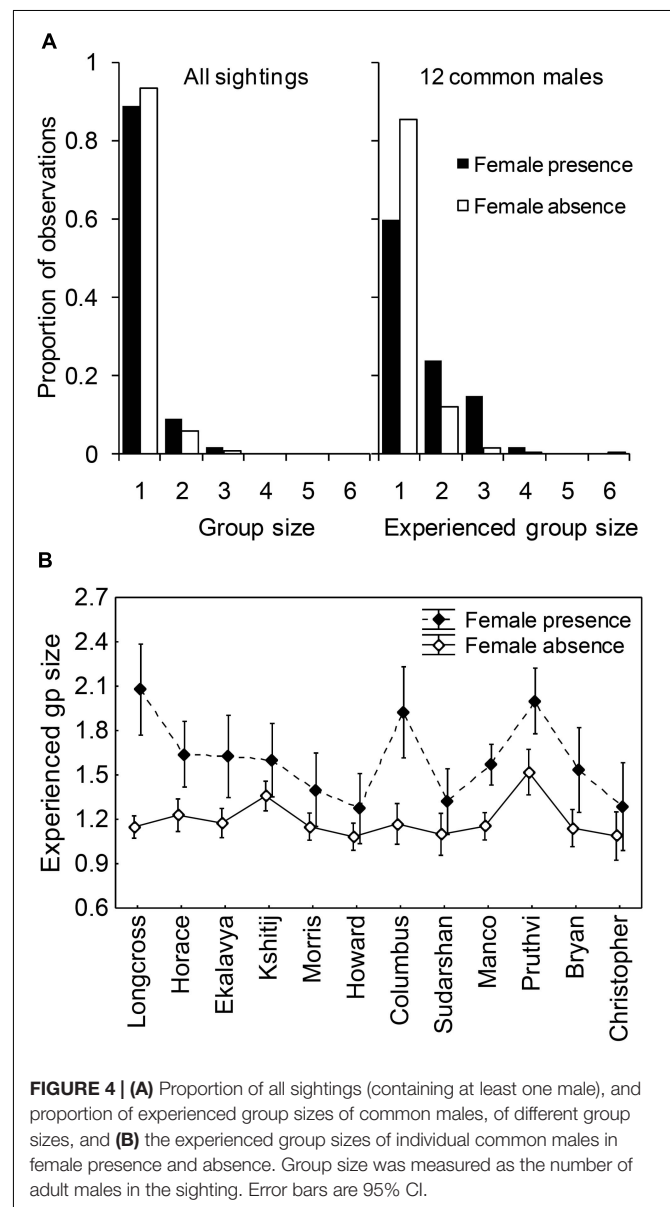 A
All sightings
12 common males
Proportion of observations
1
0.8
0.6
0.4
0.2
0
Female presence
Female absence
1 2 3 4 5 6
1 2 3 4 5 6
Group size
Experienced group size
B
Experienced gp size
2.7
2.4
2.1
1.8
1.5
1.2
0.9
0.6
Female presence
Female absence
Longcross
Horace
Ekalavya
Kshitij
Morris
Howard
Columbus
Sudarshan
Manco
Pruthvi
Bryan
Christopher
FIGURE 4 | (A) Proportion of all sightings (containing at least one male), and
proportion of experienced group sizes of common males, of different group
sizes, and (B) the experienced group sizes of individual common males in
female presence and absence. Group size was measured as the number of
adult males in the sighting. Error bars are 95% CI.